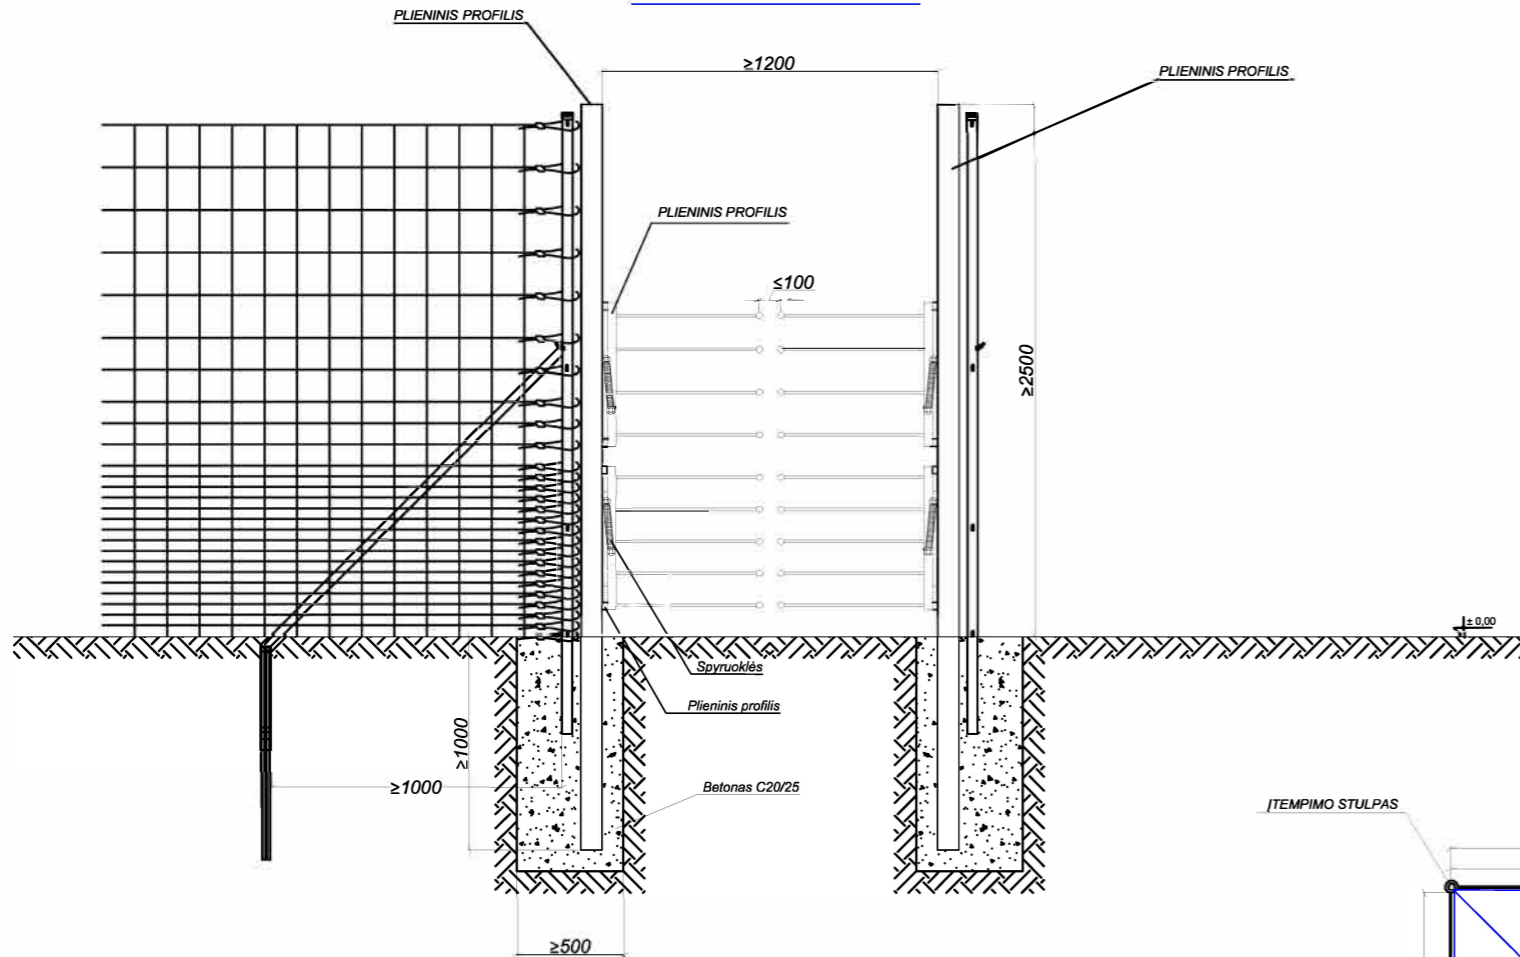 PLIENINIS PROFILIS
≥1200
PLIENINIS PROFILIS
PLIENINIS PROFILIS
≤100
≥2500
± 0,00
Spyruoklės
Plieninis profilis
≥1000
≥1000
Betonas C20/25
ĮTEMPIMO STULPAS
≥500